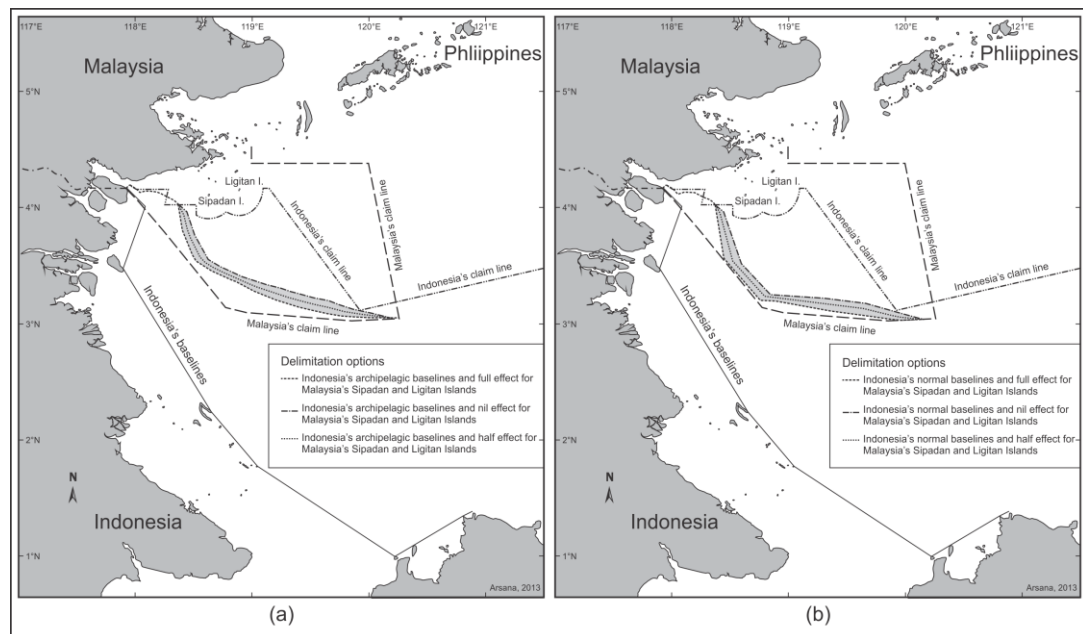 117°E
118°E
119°E
120°E
121°E
Malaysia
Phliippines
5°N
Ligitan I.
Sipadan I.
4°N
Indonesia's claim line
Malaysia's claim line
Indonesia's claim line
Indonesia's baselines
3°N
Malaysia's claim line
Delimitation options
Indonesia's archipelagic baselines and full effect for
Malaysia's Sipadan and Ligitan Islands
Indonesia's archipelagic baselines and nil effect for
Malaysia's Sipadan and Ligitan Islands
Indonesia's archipelagic baselines and half effect for
Malaysia's Sipadan and Ligitan Islands
2°N
N
Indonesia
1°N
Arsana, 2013
(a)
117°E
118°E
119°E
120°E
121°E
Malaysia
Phliippines
5°N
Ligitan I.
Sipadan I.
4°N
Indonesia's claim line
Malaysia's claim line
Indonesia's claim line
Indonesia's baselines
3°N
Malaysia's claim line
Delimitation options
Indonesia's normal baselines and full effect for
Malaysia's Sipadan and Ligitan Islands
Indonesia's normal baselines and nil effect for
Malaysia's Sipadan and Ligitan Islands
Indonesia's normal baselines and half effect for
Malaysia's Sipadan and Ligitan Islands
2°N
N
Indonesia
1°N
Arsana, 2013
(b)